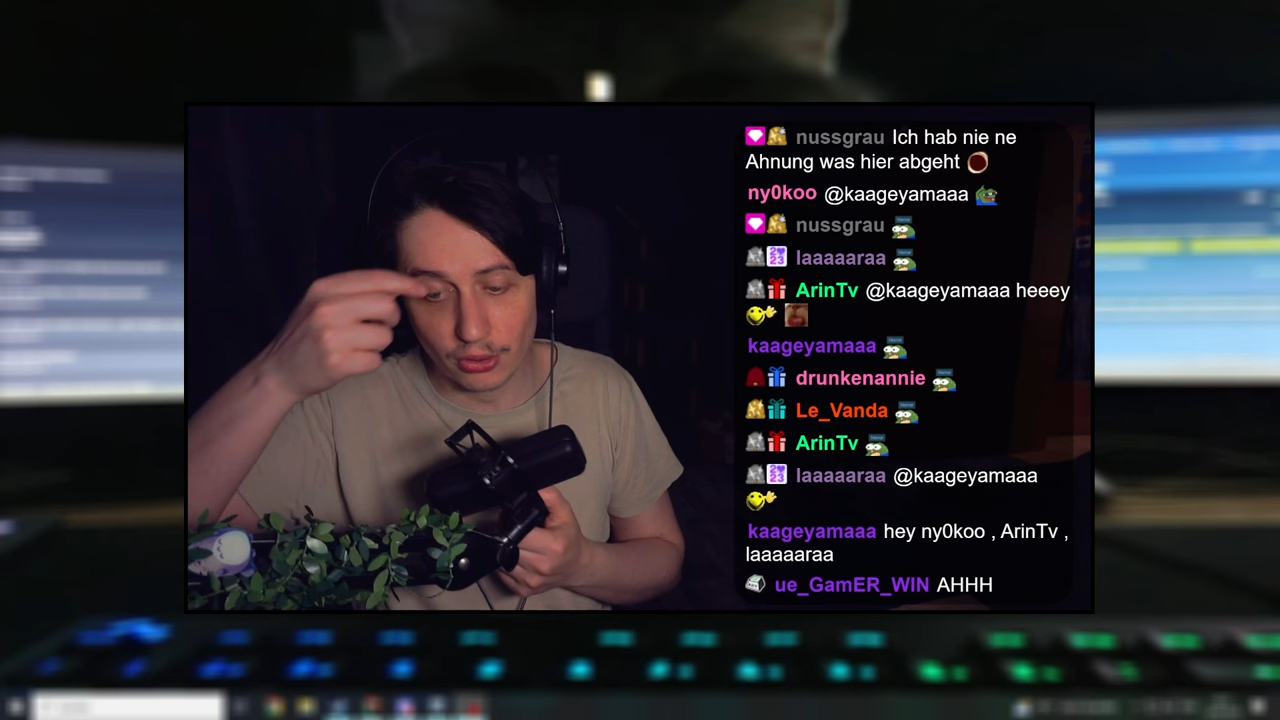 nussgrau Ich hab nie ne
Ahnung was hier abgeht
ny0koo @kaageyamaaa
nussgrau
laaaaaraa
ArinTv @kaageyamaaa heeey
kaageyamaaa
drunkenannie
Le_Vanda
ArinTv
laaaaaraa @kaageyamaaa
kaageyamaaa hey ny0koo , ArinTv ,
laaaaaraa
ue_GamER_WIN AHHH